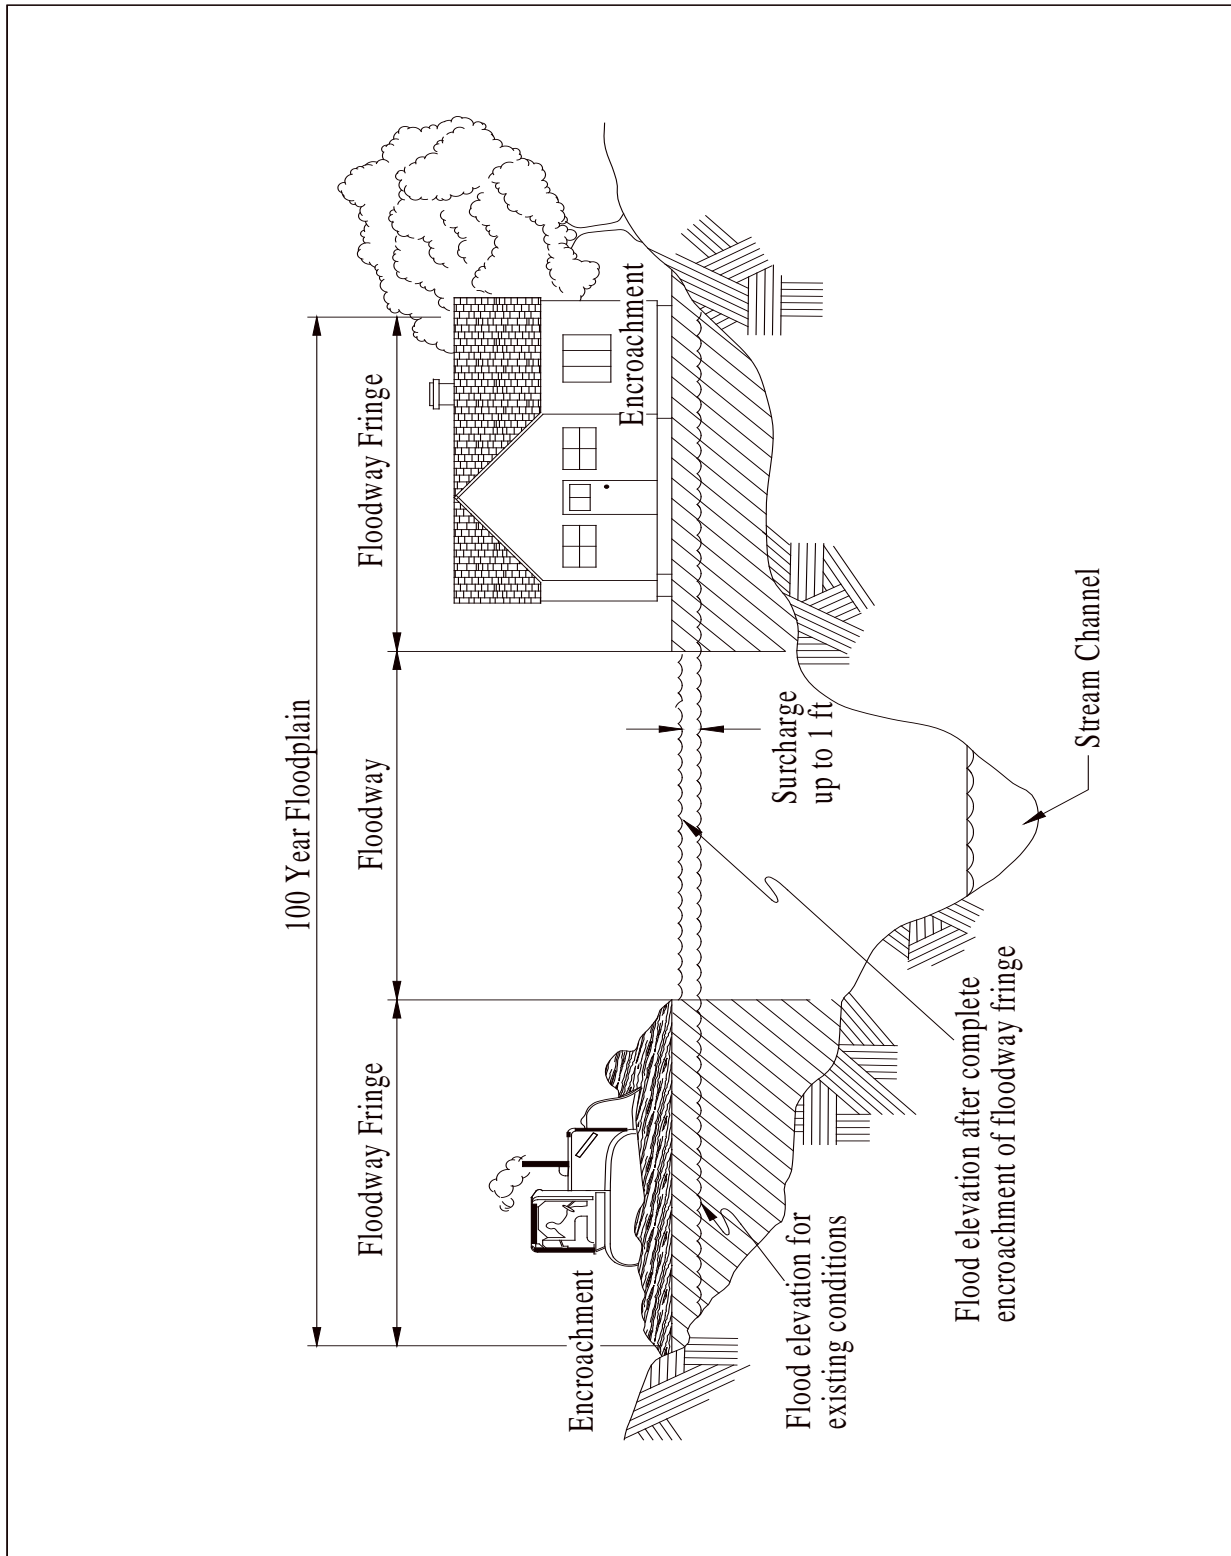 100 Year Floodplain
Floodway Fringe
Floodway
Floodway Fringe
Encroachment
Encroachment
Surcharge
up to 1 ft
Flood elevation for
existing conditions
Flood elevation after complete
encroachment of floodway fringe
Stream Channel